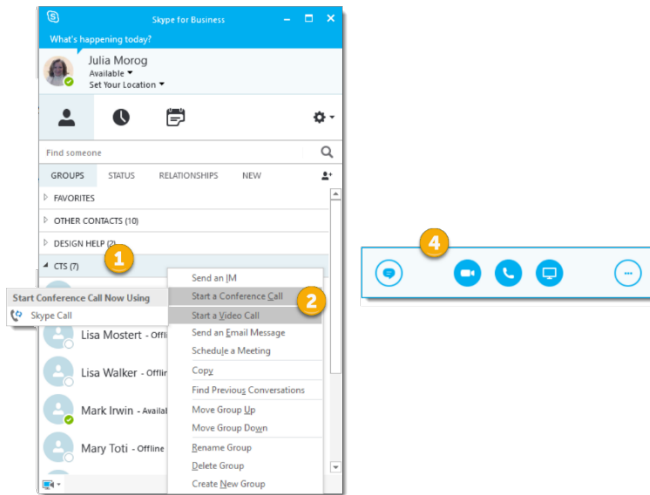 Skype for Business
What's happening today?
Julia Morog
Available
Set Your Location
Find someone
GROUPS STATUS RELATIONSHIPS NEW
FAVORITES
OTHER CONTACTS (10)
DESIGN HELP (2)
1
CTS (7)
Send an IM
Start Conference Call Now Using
Start a Conference Call
2
Skype Call
Start a Video Call
Lisa Mostert - Offli
Send an Email Message
Schedule a Meeting
Lisa Walker - Offlin
Copy
Find Previous Conversations
Mark Irwin - Availal
Move Group Up
Move Group Down
Mary Toti - Offline
Rename Group
Delete Group
Create New Group
4